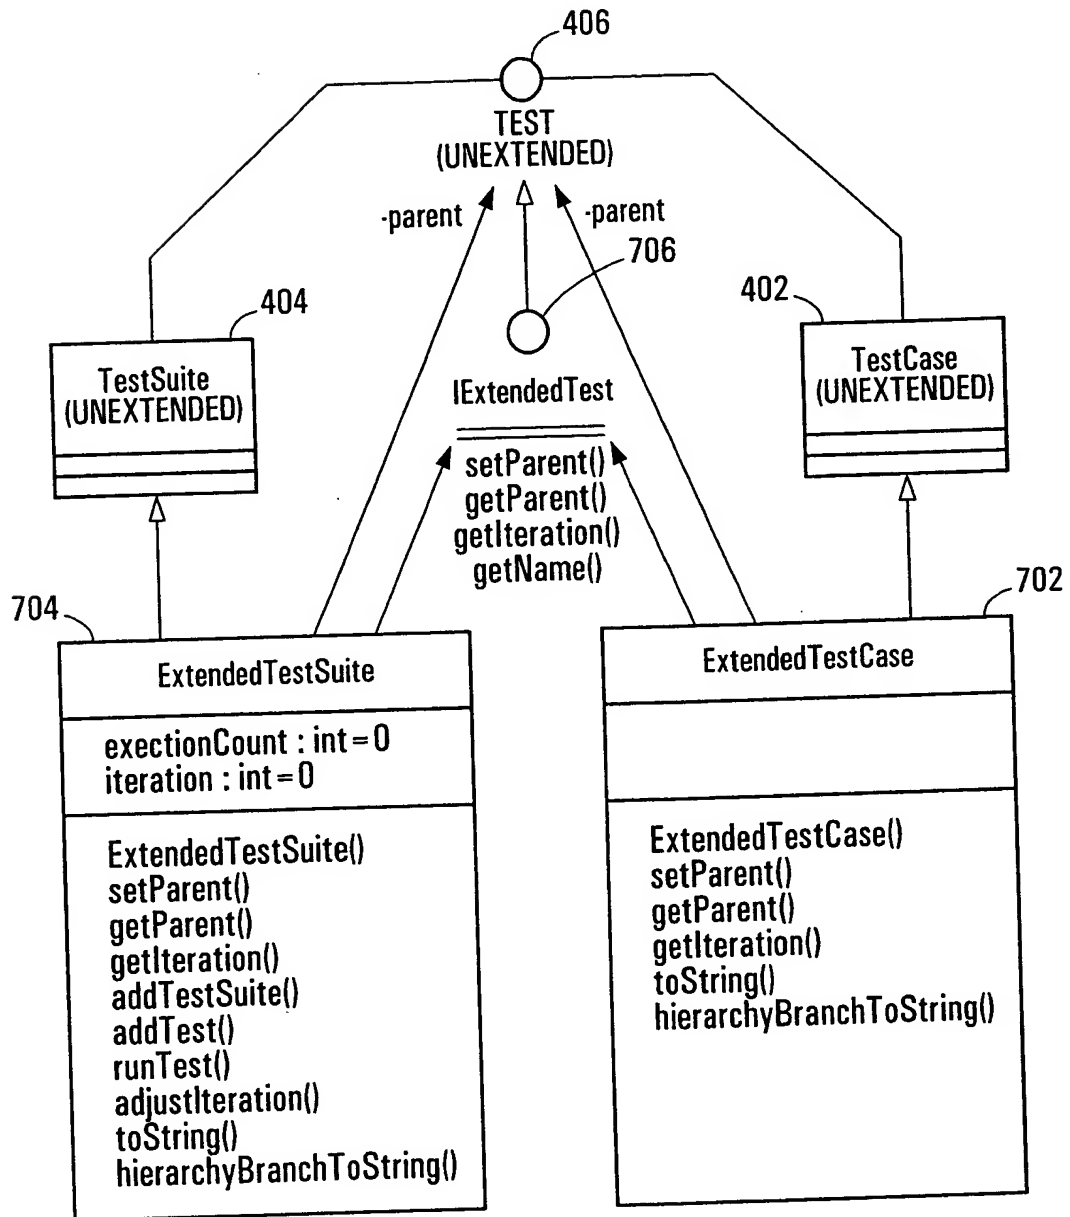 406
TEST
(UNEXTENDED)
-parent
-parent
706
404
402
TestSuite
(UNEXTENDED)
IExtendedTest
TestCase
(UNEXTENDED)
setParent()
getParent()
getIteration()
getName()
704
702
ExtendedTestSuite
exectionCount : int = 0
iteration : int = 0
ExtendedTestSuite()
setParent()
getParent()
getIteration()
addTestSuite()
addTest()
runTest()
adjustIteration()
toString()
hierarchyBranchToString()
ExtendedTestCase
ExtendedTestCase()
setParent()
getParent()
getIteration()
toString()
hierarchyBranchToString()